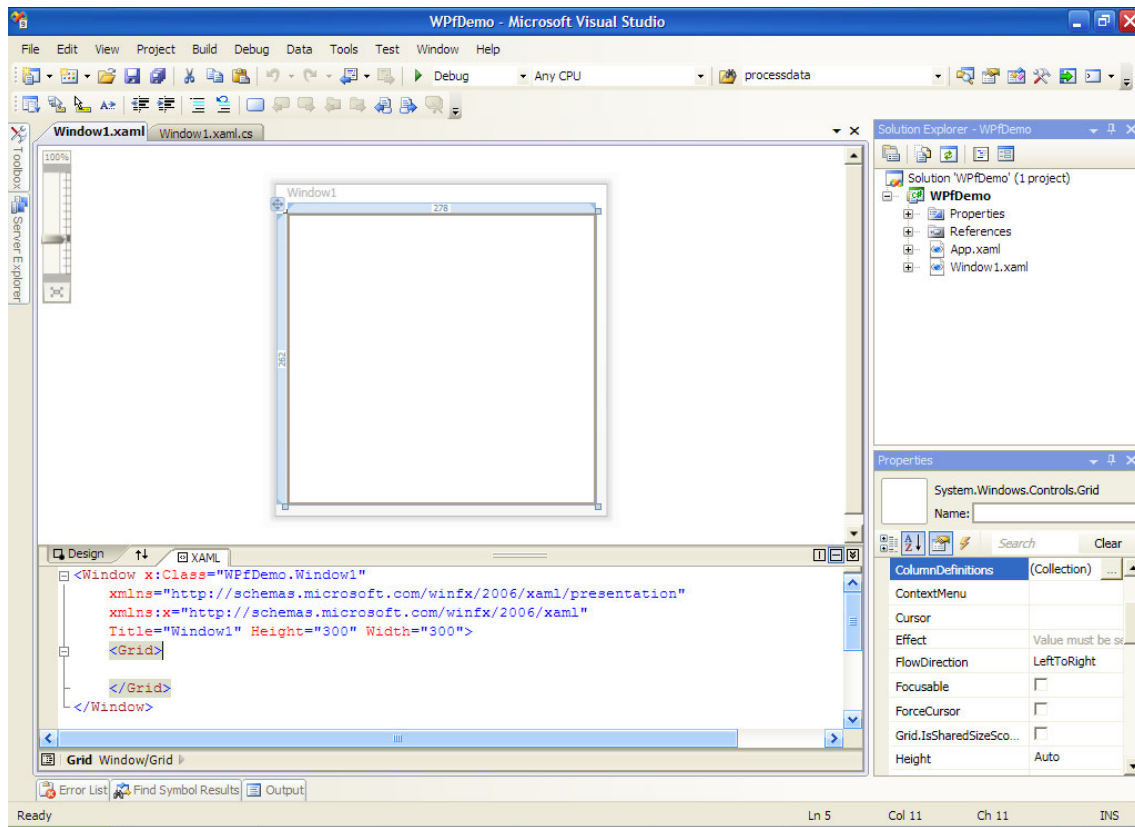 WPfDemo - Microsoft Visual Studio
File Edit View Project Build Debug Data Tools Test Window Help
Debug Any CPU processdata
Window1.xaml Window1.xaml.cs
Toolbox
Server Explorer
100%
Window1
278
262
Design XAML
<Window x:Class="WPfDemo.Window1"
xmlns="http://schemas.microsoft.com/winfx/2006/xaml/presentation"
xmlns:x="http://schemas.microsoft.com/winfx/2006/xaml"
Title="Window1" Height="300" Width="300">
<Grid>
</Grid>
</Window>
Grid Window/Grid
Solution Explorer - WPfDemo
Solution 'WPfDemo' (1 project)
WPfDemo
Properties
References
App.xaml
Window1.xaml
Properties
System.Windows.Controls.Grid
Name:
Search Clear
ColumnDefinitions (Collection) ...
ContextMenu
Cursor
Effect Value must be se
FlowDirection LeftToRight
Focusable
ForceCursor
Grid.IsSharedSizeSco...
Height Auto
Error List Find Symbol Results Output
Ready Ln 5 Col 11 Ch 11 INS